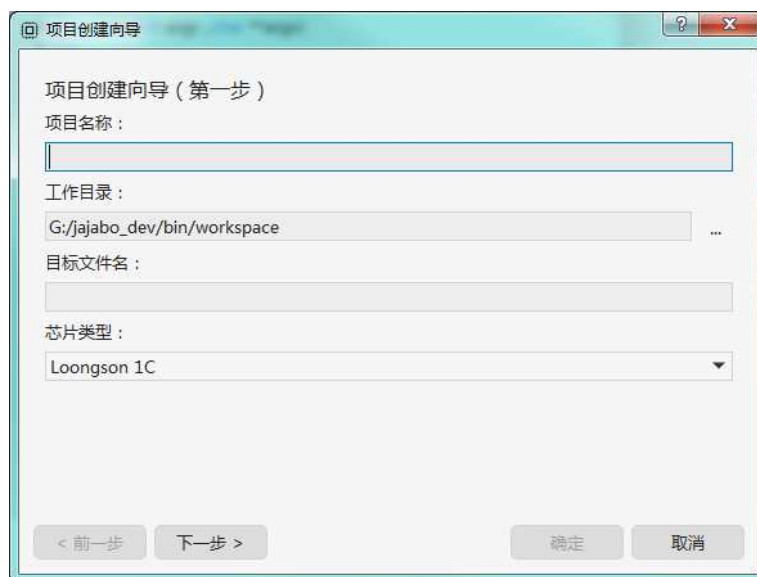 项目创建向导
项目创建向导（第一步）
项目名称：
工作目录：
G:/jajabo_dev/bin/workspace
...
目标文件名：
芯片类型：
Loongson 1C
< 前一步
下一步 >
确定
取消